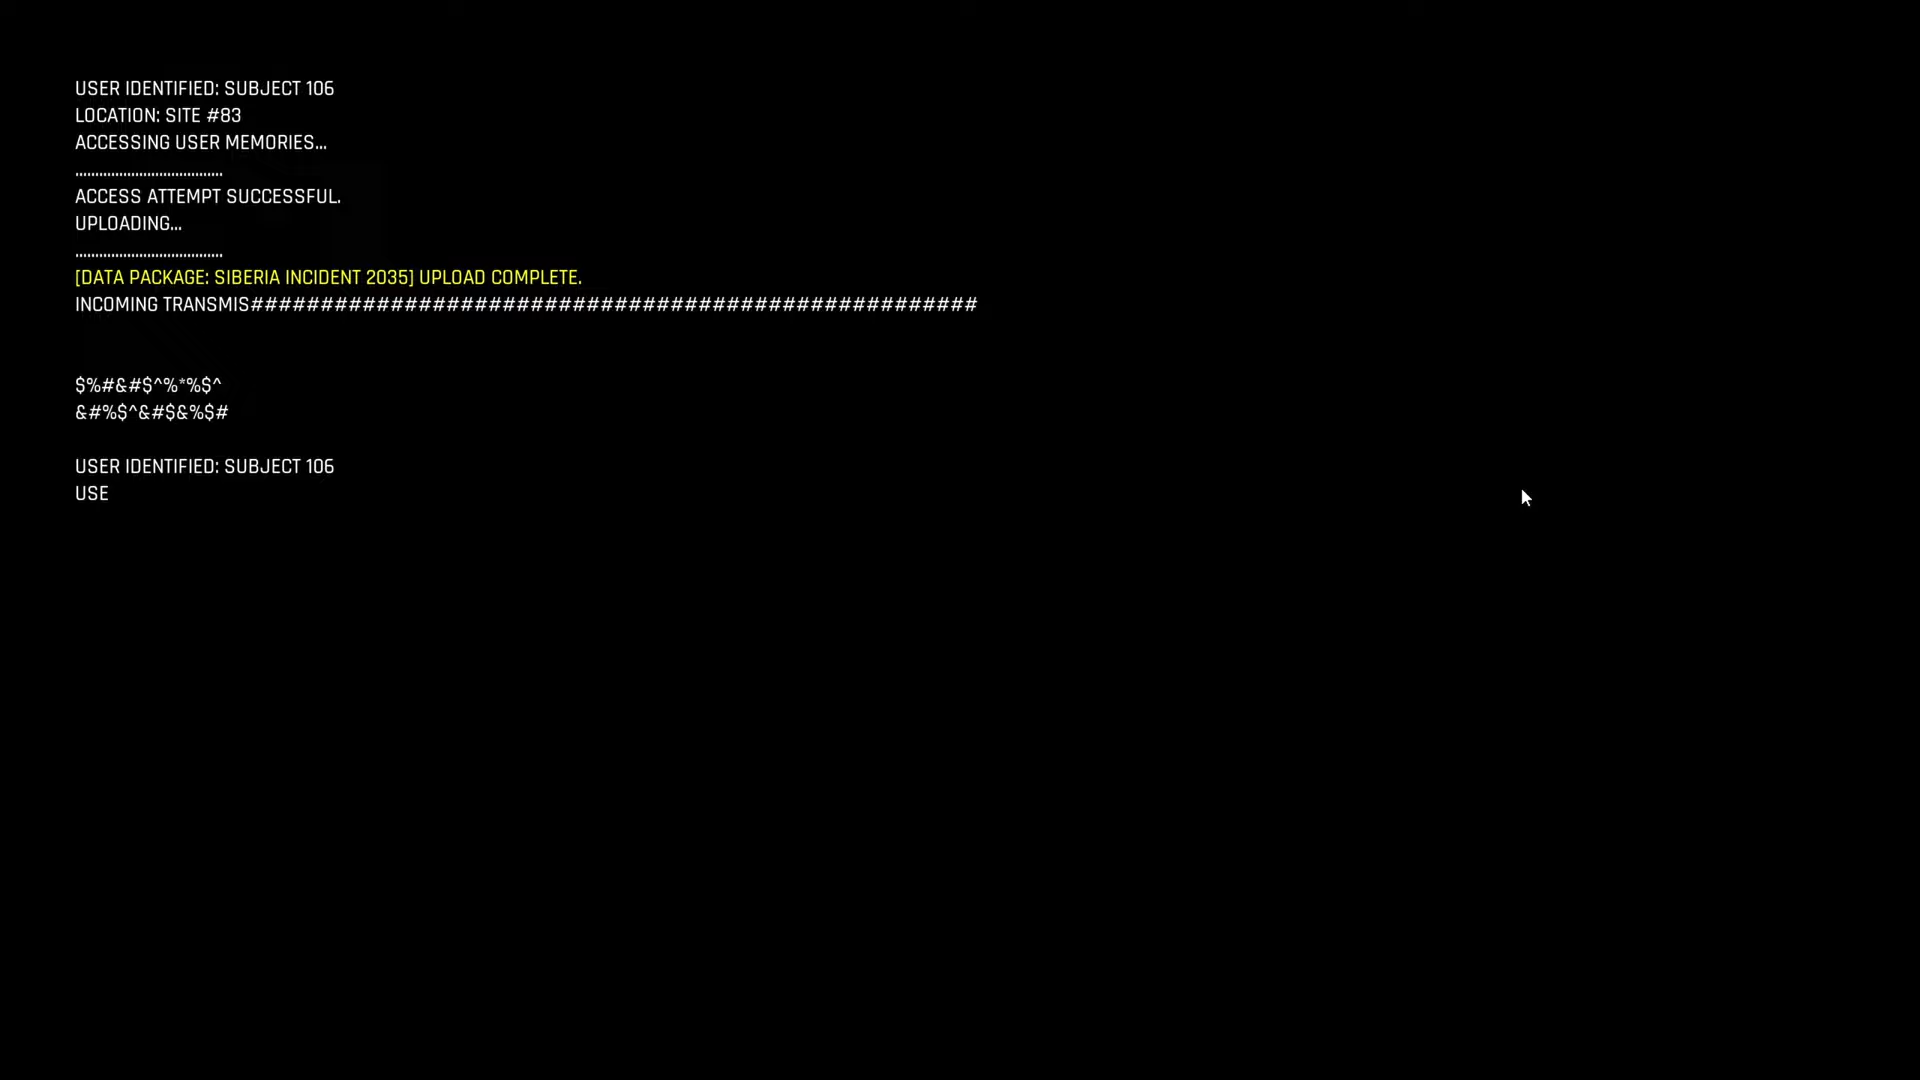 USER IDENTIFIED: SUBJECT 106
LOCATION: SITE #83
ACCESSING USER MEMORIES...
.....................................
ACCESS ATTEMPT SUCCESSFUL.
UPLOADING...
.....................................
[DATA PACKAGE: SIBERIA INCIDENT 2035] UPLOAD COMPLETE.
INCOMING TRANSMIS####################################################
$%#&#$^%*%$^
&#%$^&#$&%$#
USER IDENTIFIED: SUBJECT 106
USE